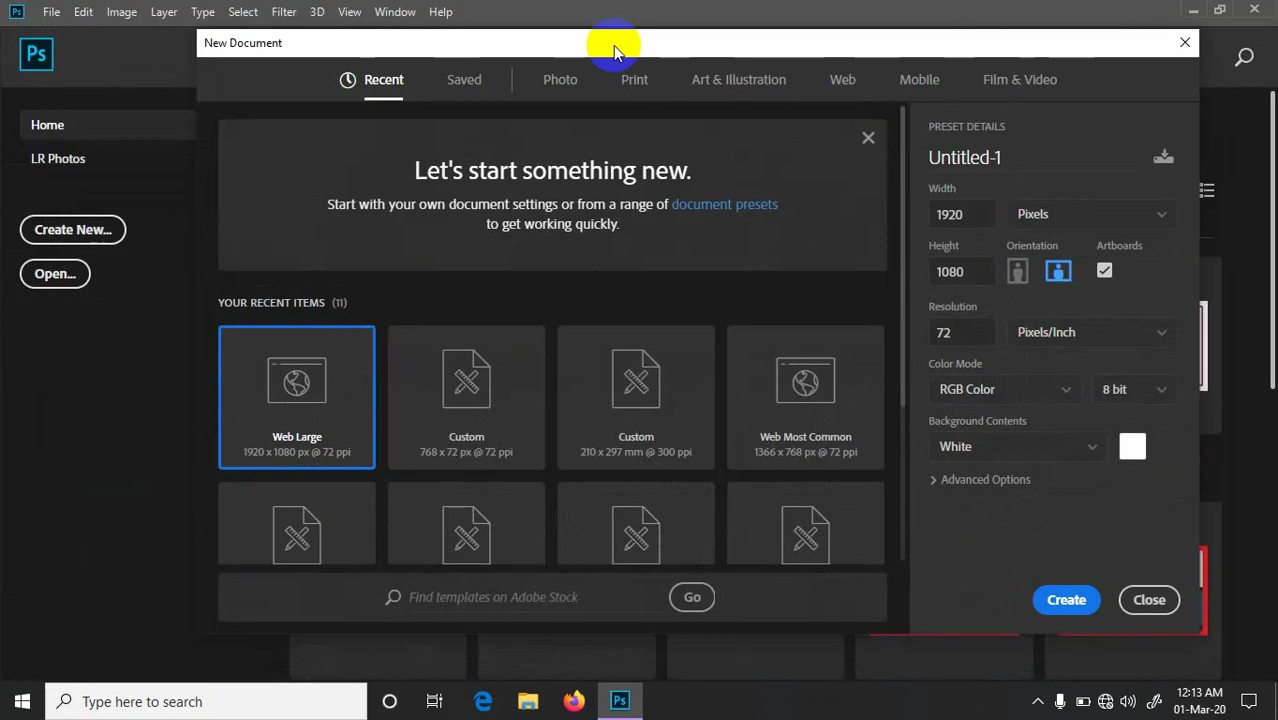 Ps File Edit Image Layer Type Select Filter 3D View Window Help
New Document
Ps
Recent Saved Photo Print Art & Illustration Web Mobile Film & Video
Home
LR Photos
Create New...
Open...
Let's start something new.
Start with your own document settings or from a range of document presets
to get working quickly.
YOUR RECENT ITEMS (11)
Web Large
1920 x 1080 px @ 72 ppi
Custom
768 x 72 px @ 72 ppi
Custom
210 x 297 mm @ 300 ppi
Web Most Common
1366 x 768 px @ 72 ppi
Find templates on Adobe Stock Go
PRESET DETAILS
Untitled-1
Width
1920 Pixels
Height Orientation Artboards
1080
Resolution
72 Pixels/Inch
Color Mode
RGB Color 8 bit
Background Contents
White
Advanced Options
Create Close
Type here to search
Ps
12:13 AM
01-Mar-20